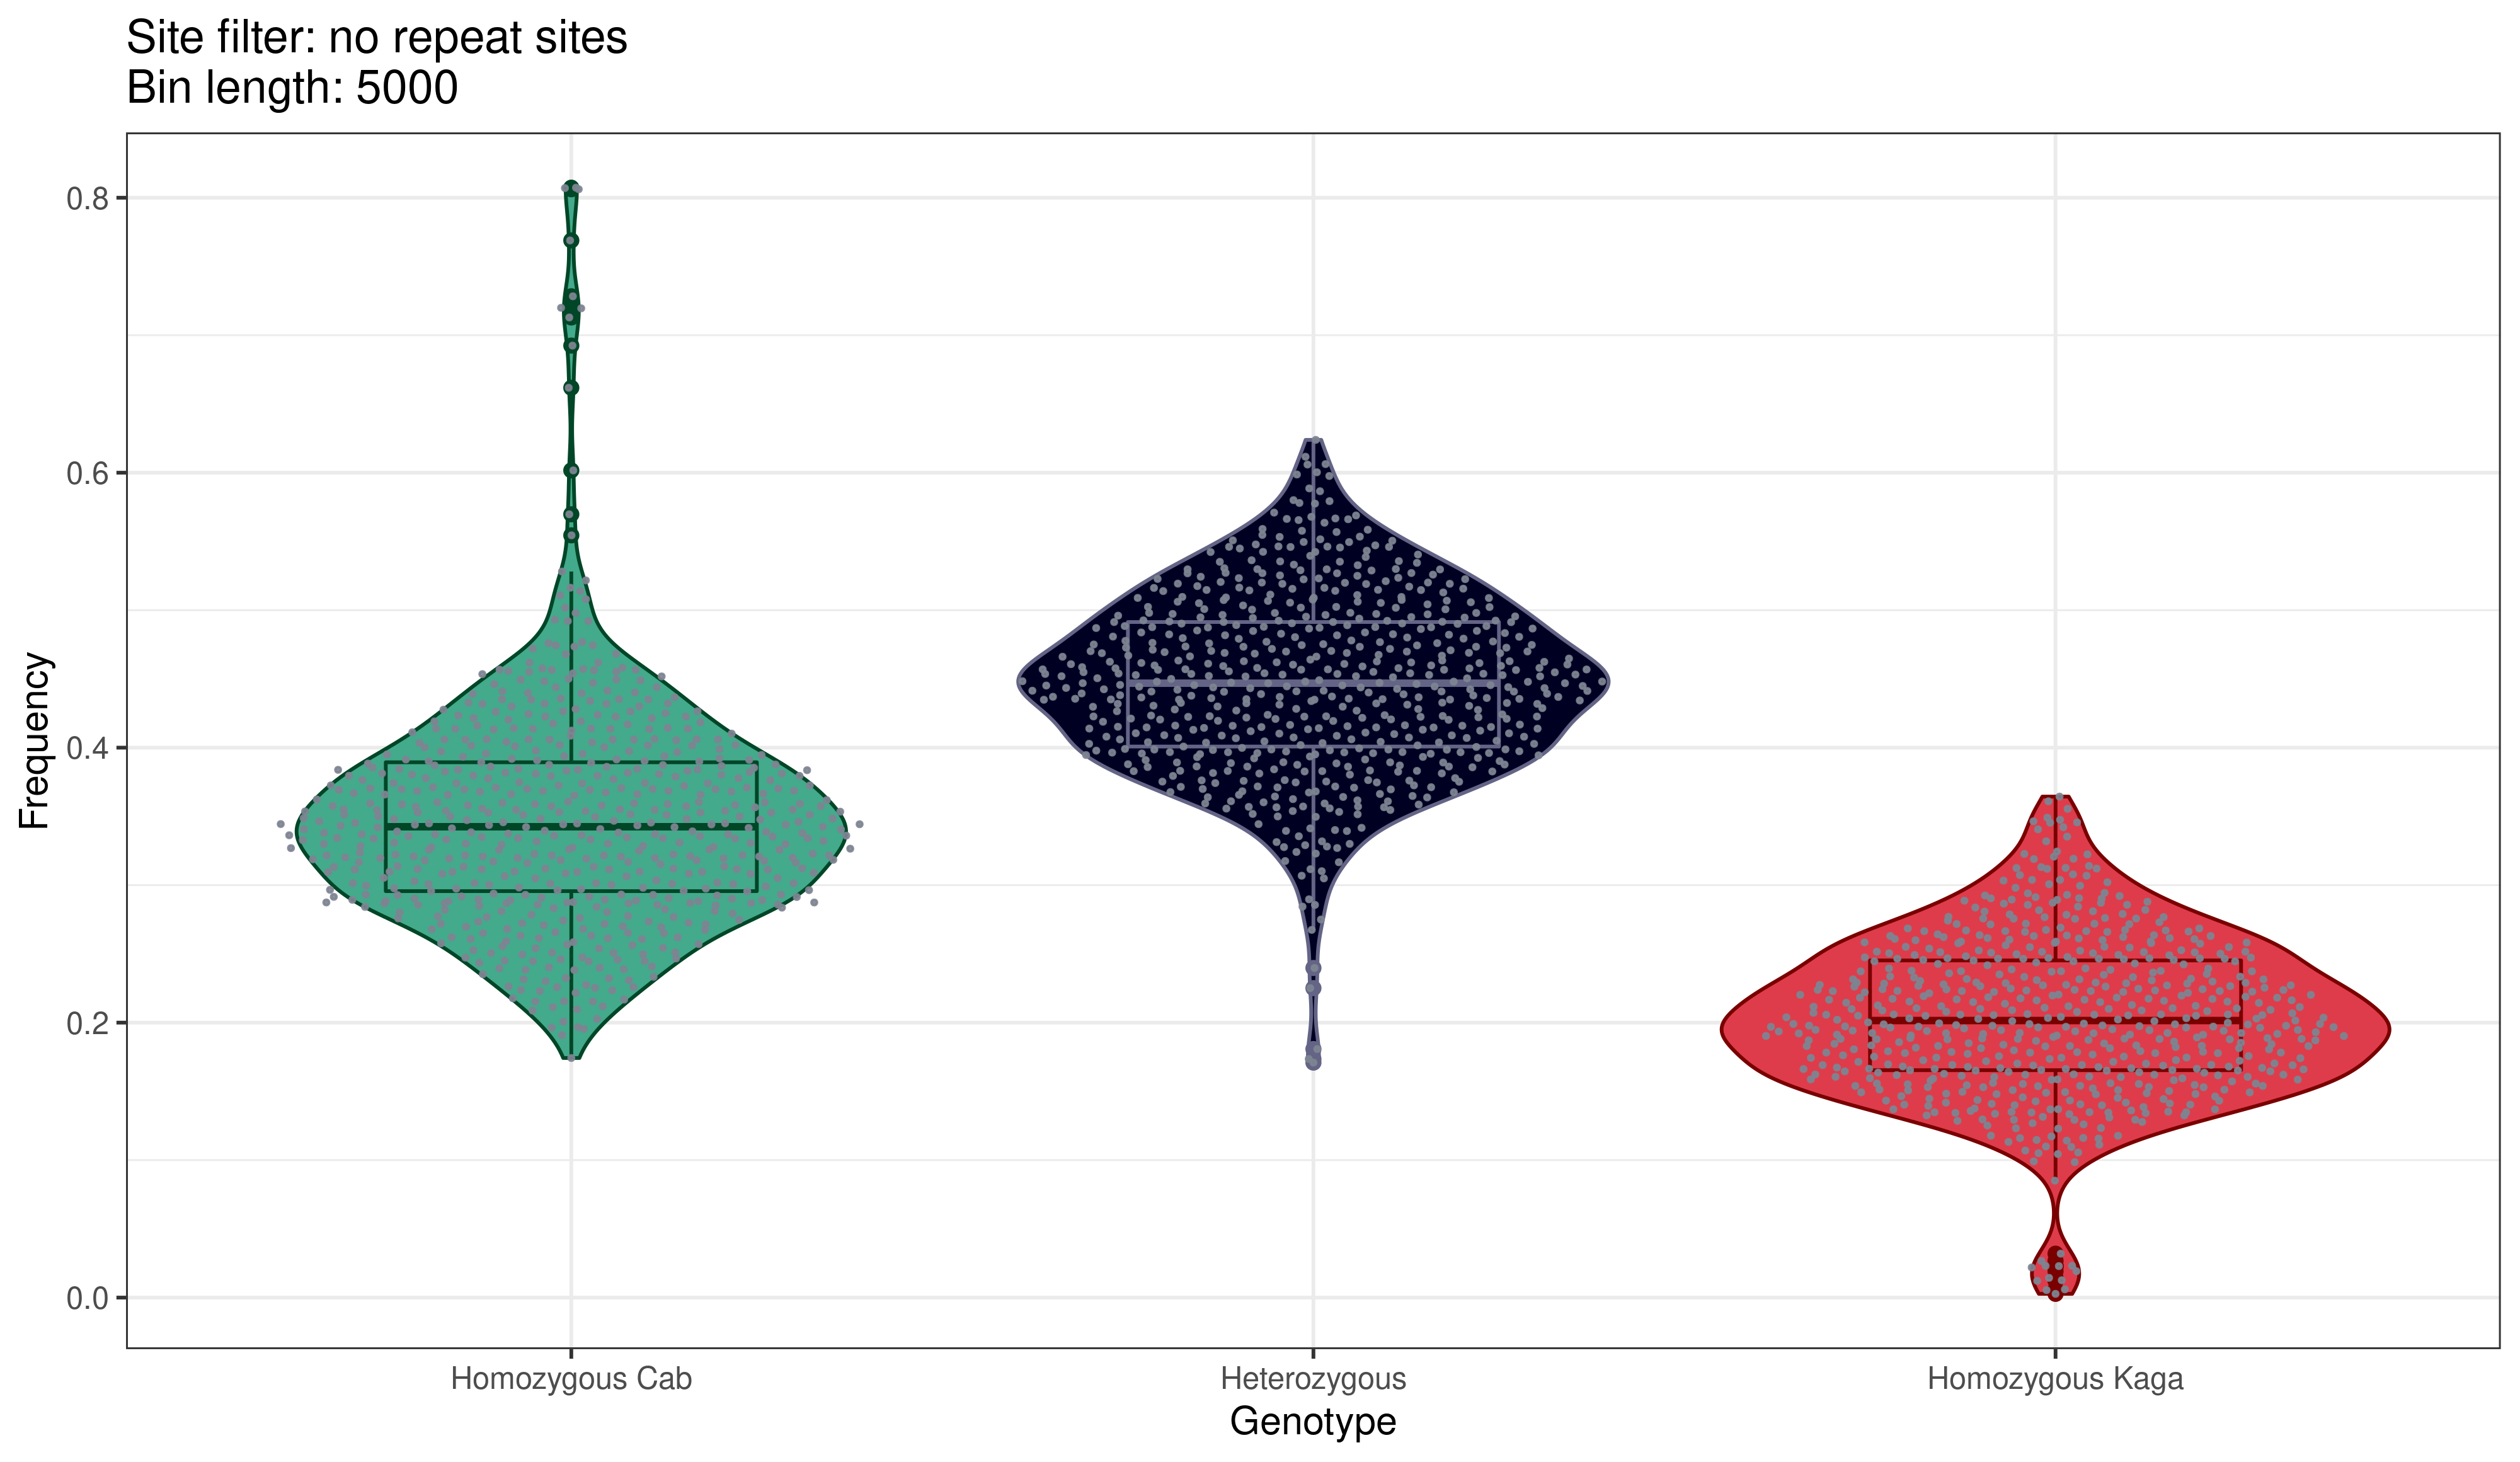 Site filter: no repeat sites
Bin length: 5000
Frequency
0.8
0.6
0.4
0.2
0.0
Homozygous Cab
Heterozygous
Homozygous Kaga
Genotype